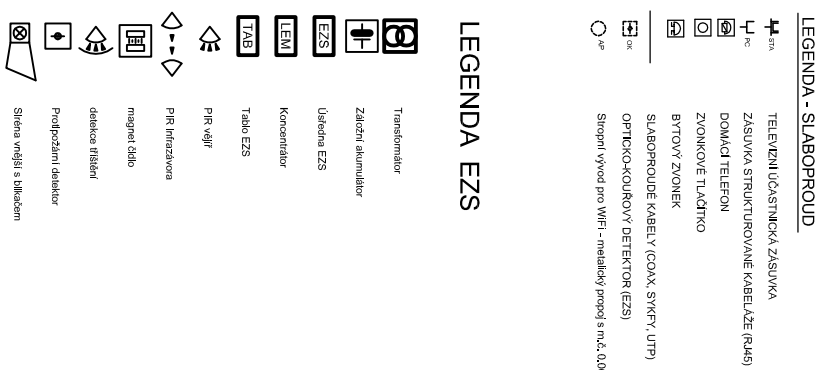 LEGENDA - SLABOPROUD
STA TELEVIZNÍ ÚČASTNICKÁ ZÁSUVKA
PC ZÁSUVKA STRUKTUROVANÉ KABELÁŽE (RJ45)
DOMÁCÍ TELEFON
ZVONKOVÉ TLAČÍTKO
BYTOVÝ ZVONEK
SLABOPROUDÉ KABELY (COAX, SYKFY, UTP)
OK OPTICKO-KOUŘOVÝ DETEKTOR (EZS)
AP Stropní vývod pro WiFi - metalický propoj s m.č.
LEGENDA EZS
Transformátor
Záložní akumulátor
EZS Úsředna EZS
LEM Koncentrátor
TAB Tablo EZS
PIR vějíř
PIR infrazávora
magnet čidlo
detekce tříštění
Protipožární detektor
Siréna vnější s blikačem